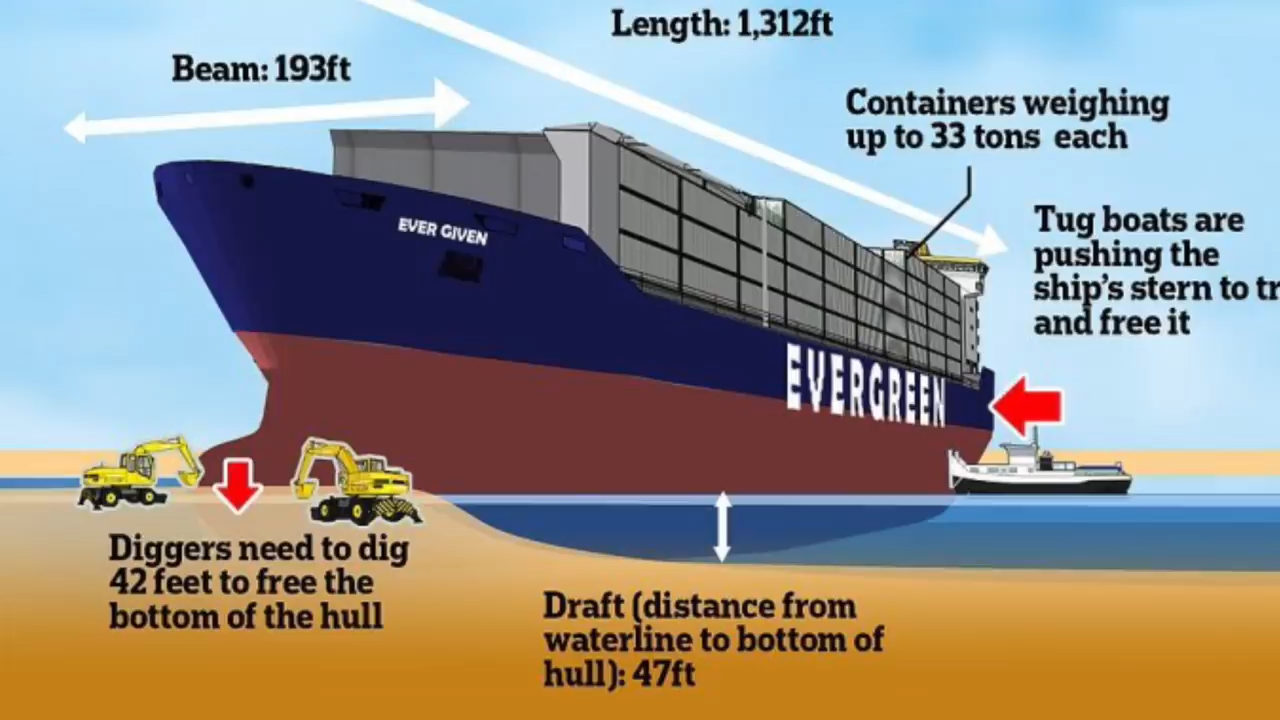 Length: 1,312ft
Beam: 193ft
Containers weighing
up to 33 tons each
Tug boats are
pushing the
ship's stern to tr
and free it
EVER GIVEN
EVERGREEN
Diggers need to dig
42 feet to free the
bottom of the hull
Draft (distance from
waterline to bottom of
hull): 47ft